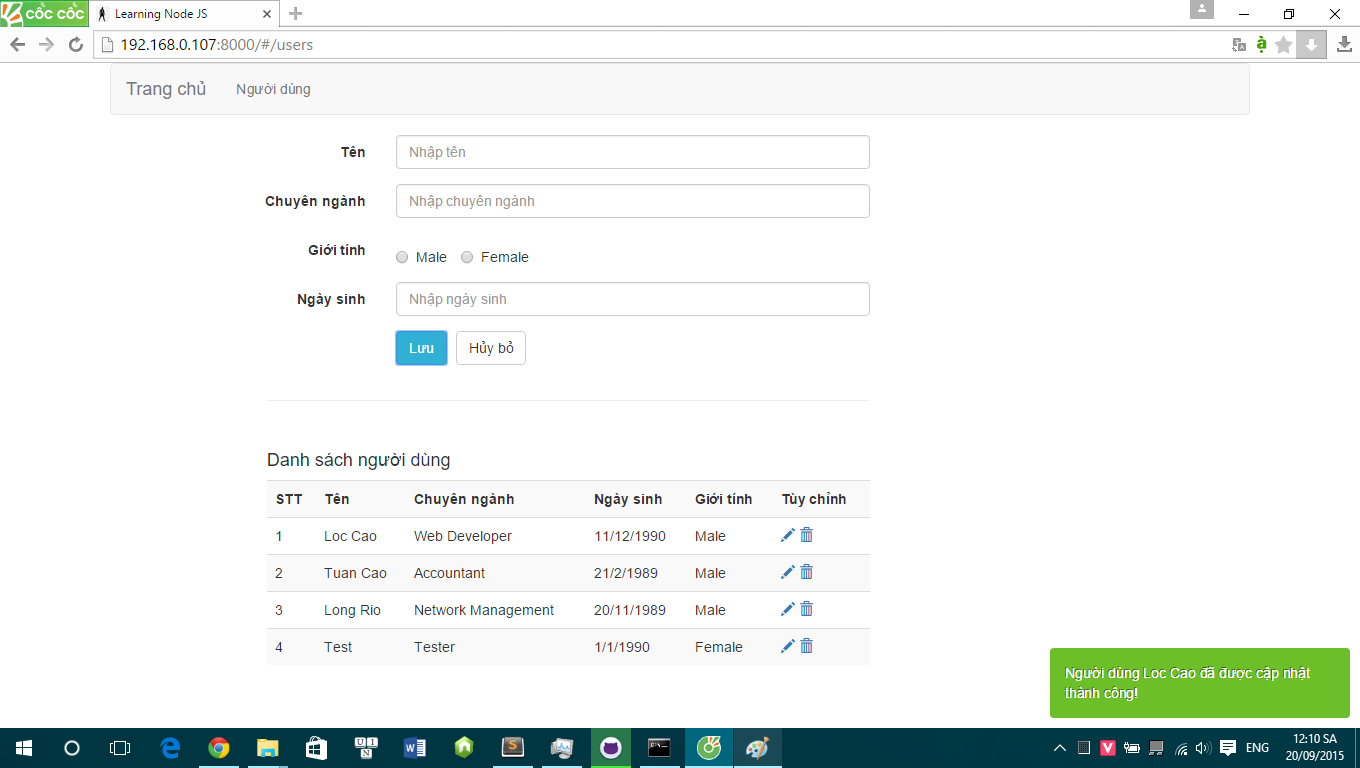 cốc cốc Learning Node JS
192.168.0.107:8000/#/users
Trang chủ Người dùng
Tên Nhập tên
Chuyên ngành Nhập chuyên ngành
Giới tính Male Female
Ngày sinh Nhập ngày sinh
Lưu Hủy bỏ
Danh sách người dùng
STT Tên Chuyên ngành Ngày sinh Giới tính Tùy chỉnh
1 Loc Cao Web Developer 11/12/1990 Male
2 Tuan Cao Accountant 21/2/1989 Male
3 Long Rio Network Management 20/11/1989 Male
4 Test Tester 1/1/1990 Female
Người dùng Loc Cao đã được cập nhật
thành công!
ENG 12:10 SA
20/09/2015